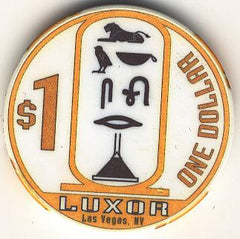 $1
ONE DOLLAR
LUXOR
Las Vegas, NV